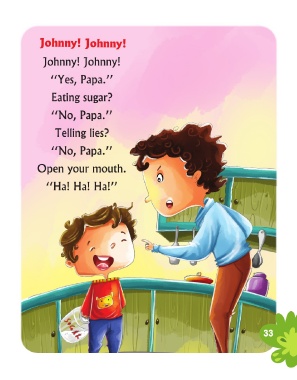 Johnny! Johnny!
Johnny! Johnny!
“Yes, Papa.”
Eating sugar?
“No, Papa.”
Telling lies?
“No, Papa.”
Open your mouth.
“Ha! Ha! Ha!”
33